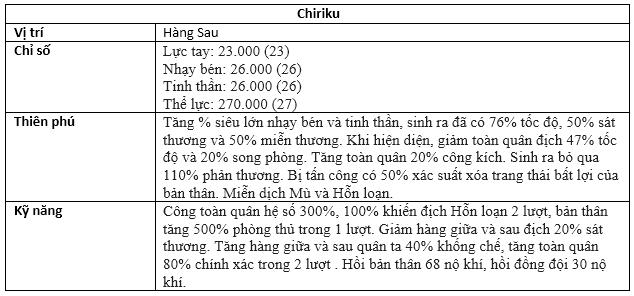 Chiriku
Vị trí
Hàng Sau
Chỉ số
Lực tay: 23.000 (23)
Nhạy bén: 26.000 (26)
Tinh thần: 26.000 (26)
Thể lực: 270.000 (27)
Thiên phú
Tăng % siêu lớn nhạy bén và tinh thần, sinh ra đã có 76% tốc độ, 50% sát
thương và 50% miễn thương. Khi hiện diện, giảm toàn quân địch 47% tốc
độ và 20% song phòng. Tăng toàn quân 20% công kích. Sinh ra bỏ qua
110% phản thương. Bị tấn công có 50% xác suất xóa trạng thái bất lợi của
bản thân. Miễn dịch Mù và Hỗn loạn.
Kỹ năng
Công toàn quân hệ số 300%, 100% khiến địch Hỗn loạn 2 lượt, bản thân
tăng 500% phòng thủ trong 1 lượt. Giảm hàng giữa và sau địch 20% sát
thương. Tăng hàng giữa và sau quân ta 40% khống chế, tăng toàn quân
80% chính xác trong 2 lượt . Hồi bản thân 68 nộ khí, hồi đồng đội 30 nộ
khí.